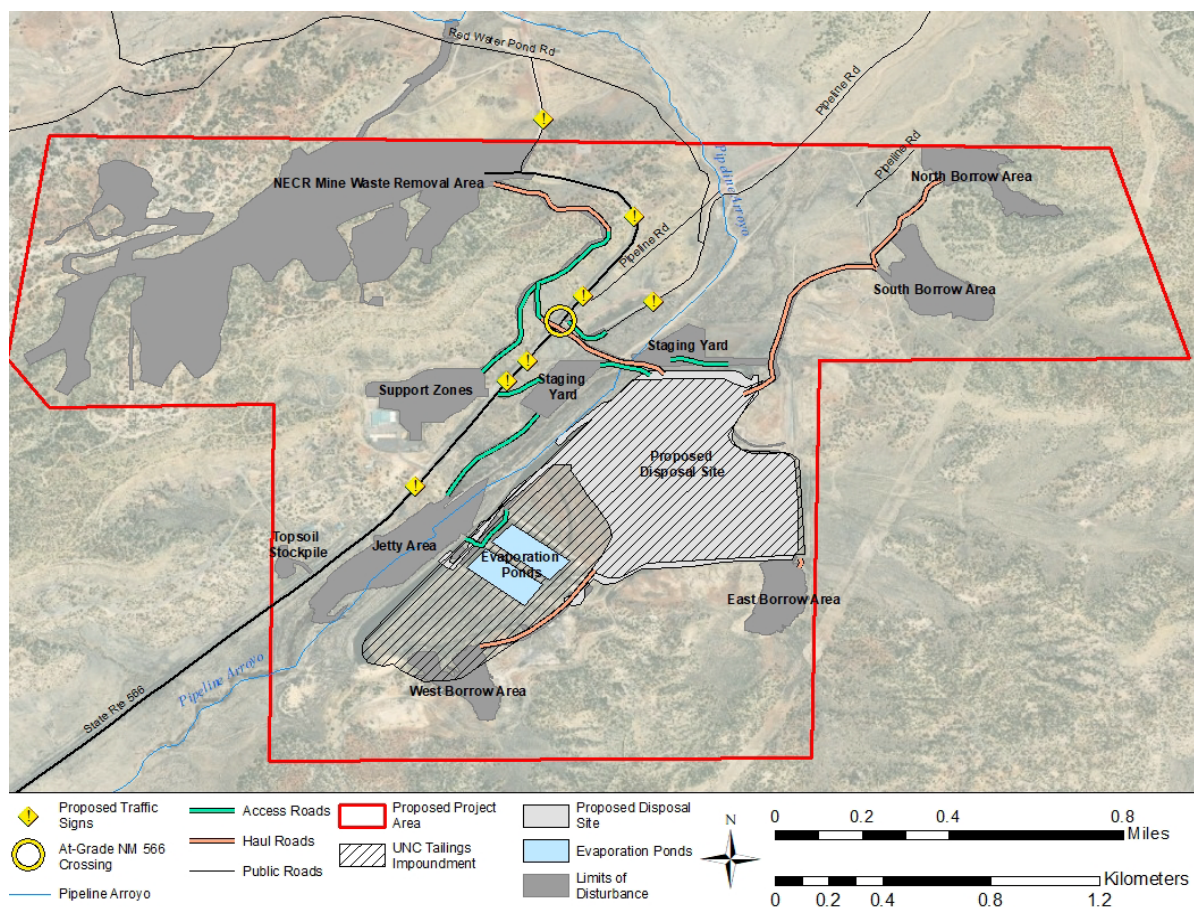 Red Water Pond Rd
Pipeline Rd
Pipeline Arroyo
Pipeline Rd
NECR Mine Waste Removal Area
North Borrow Area
Pipeline Rd
South Borrow Area
Staging Yard
Support Zones
Staging
Yard
Proposed
Disposal Site
Topsoil
Stockpile
Jetty Area
Evaporation
Ponds
East Borrow Area
Pipeline Arroyo
West Borrow Area
State Rte 566
Proposed Traffic
Signs
At-Grade NM 566
Crossing
Pipeline Arroyo
Access Roads
Haul Roads
Public Roads
Proposed Project
Area
UNC Tailings
Impoundment
Proposed Disposal
Site
Evaporation Ponds
Limits of
Disturbance
N
0 0.2 0.4 0.8
Miles
Kilometers
0 0.2 0.4 0.8 1.2